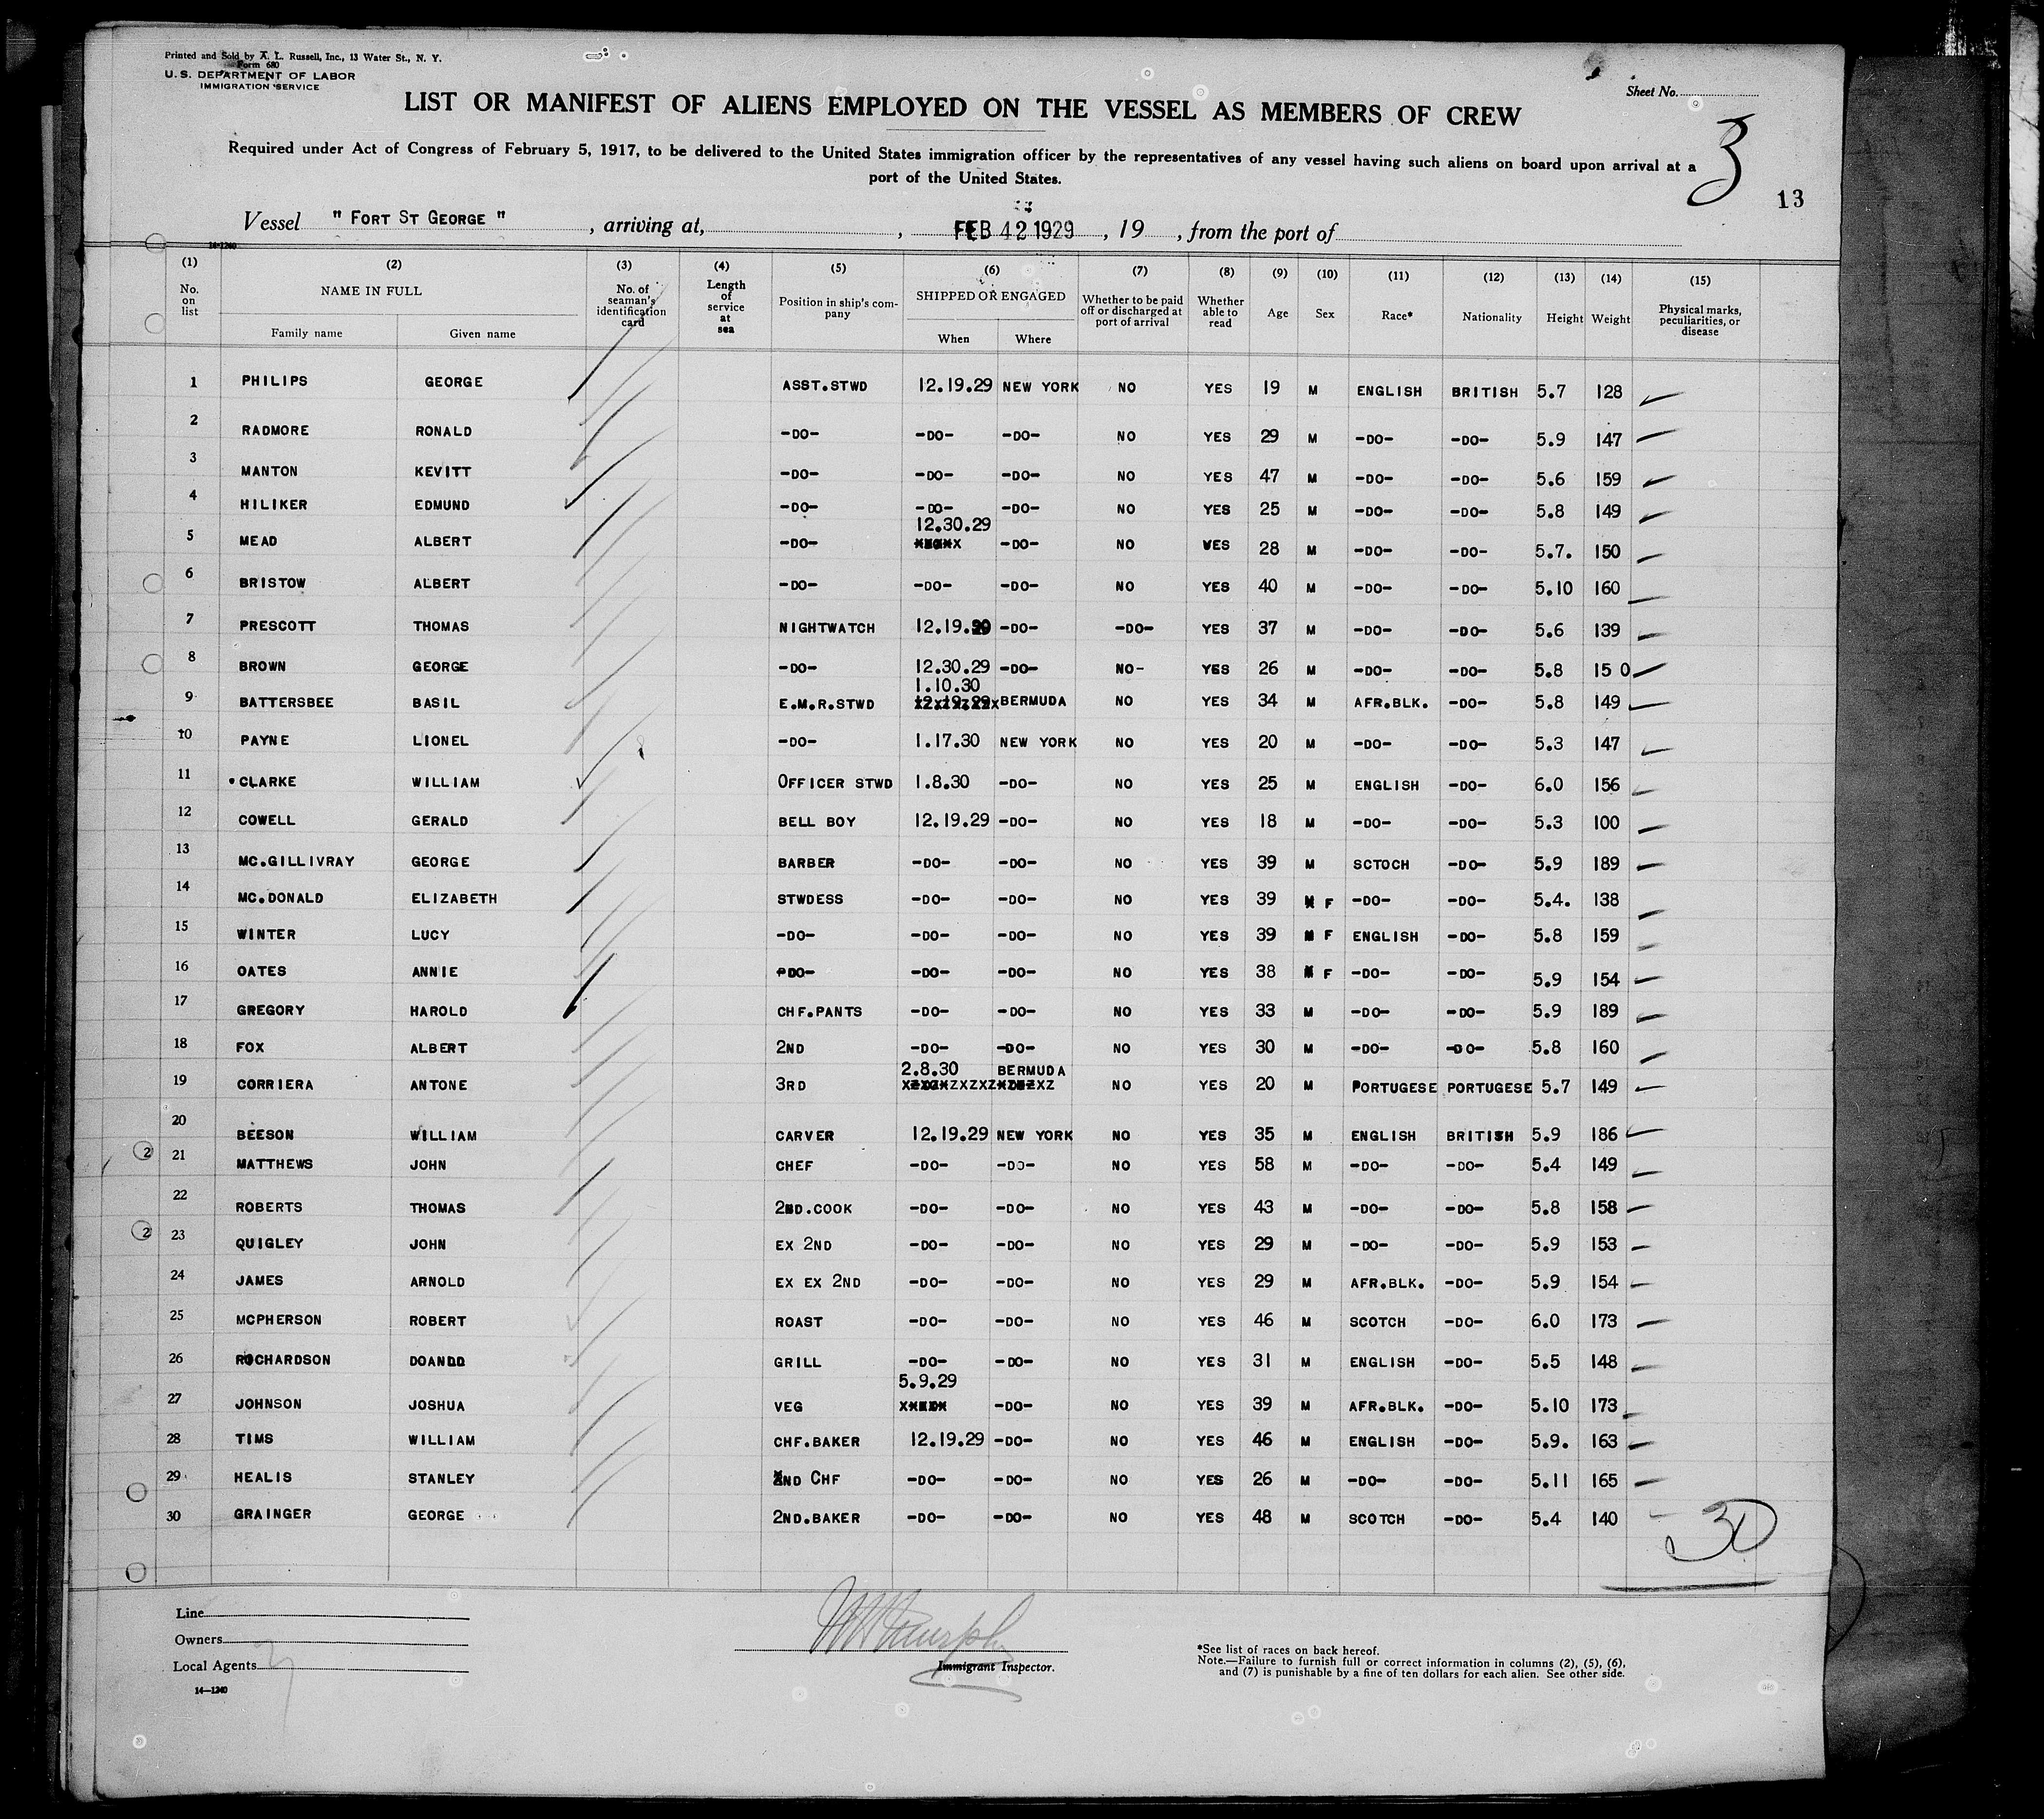 Printed and Sold by A. L. Russell, Inc., 13 Water St., N. Y.
Form 680
U. S. DEPARTMENT OF LABOR
IMMIGRATION SERVICE
Sheet No.
LIST OR MANIFEST OF ALIENS EMPLOYED ON THE VESSEL AS MEMBERS OF CREW
3
Required under Act of Congress of February 5, 1917, to be delivered to the United States immigration officer by the representatives of any vessel having such aliens on board upon arrival at a
port of the United States.
13
Vessel " FORT ST GEORGE " , arriving at, , FEB 42 1929 , 19 , from the port of
14-1240
(1) (2) (3) (4) (5) (6) (7) (8) (9) (10) (11) (12) (13) (14) (15)
No. on list NAME IN FULL Family name Given name No. of seaman's identification card Length of service at sea Position in ship's company SHIPPED OR ENGAGED When Where Whether to be paid off or discharged at port of arrival Whether able to read Age Sex Race* Nationality Height Weight Physical marks, peculiarities, or disease
1 PHILIPS GEORGE ASST.STWD 12.19.29 NEW YORK NO YES 19 M ENGLISH BRITISH 5.7 128
2 RADMORE RONALD -DO- -DO- -DO- NO YES 29 M -DO- -DO- 5.9 147
3 MANTON KEVITT -DO- -DO- -DO- NO YES 47 M -DO- -DO- 5.6 159
4 HILIKER EDMUND -DO- -DO- -DO- NO YES 25 M -DO- -DO- 5.8 149
12.30.29
5 MEAD ALBERT -DO- -DO- NO YES 28 M -DO- -DO- 5.7. 150
6 BRISTOW ALBERT -DO- -DO- -DO- NO YES 40 M -DO- -DO- 5.10 160
7 PRESCOTT THOMAS NIGHTWATCH 12.19.29 -DO- -DO- YES 37 M -DO- -DO- 5.6 139
8 BROWN GEORGE -DO- 12.30.29 -DO- NO- YES 26 M -DO- -DO- 5.8 15 0
1.10.30
9 BATTERSBEE BASIL E.M.R.STWD BERMUDA NO YES 34 M AFR.BLK. -DO- 5.8 149
10 PAYNE LIONEL -DO- 1.17.30 NEW YORK NO YES 20 M -DO- -DO- 5.3 147
11 CLARKE WILLIAM OFFICER STWD 1.8.30 -DO- NO YES 25 M ENGLISH -DO- 6.0 156
12 COWELL GERALD BELL BOY 12.19.29 -DO- NO YES 18 M -DO- -DO- 5.3 100
13 MC.GILLIVRAY GEORGE BARBER -DO- -DO- NO YES 39 M SCTOCH -DO- 5.9 189
14 MC.DONALD ELIZABETH STWDESS -DO- -DO- NO YES 39 M F -DO- -DO- 5.4. 138
15 WINTER LUCY -DO- -DO- -DO- NO YES 39 M F ENGLISH -DO- 5.8 159
16 OATES ANNIE -DO- -DO- -DO- NO YES 38 M F -DO- -DO- 5.9 154
17 GREGORY HAROLD CHF.PANTS -DO- -DO- NO YES 33 M -DO- -DO- 5.9 189
18 FOX ALBERT 2ND -DO- -DO- NO YES 30 M -DO- -DO- 5.8 160
2.8.30 BERMUDA
19 CORRIERA ANTONE 3RD NO YES 20 M PORTUGESE PORTUGESE 5.7 149
20 BEESON WILLIAM CARVER 12.19.29 NEW YORK NO YES 35 M ENGLISH BRITISH 5.9 186
2 21 MATTHEWS JOHN CHEF -DO- -DO- NO YES 58 M -DO- -DO- 5.4 149
22 ROBERTS THOMAS 2ND.COOK -DO- -DO- NO YES 43 M -DO- -DO- 5.8 158
2 23 QUIGLEY JOHN EX 2ND -DO- -DO- NO YES 29 M -DO- -DO- 5.9 153
24 JAMES ARNOLD EX EX 2ND -DO- -DO- NO YES 29 M AFR.BLK. -DO- 5.9 154
25 MCPHERSON ROBERT ROAST -DO- -DO- NO YES 46 M SCOTCH -DO- 6.0 173
26 ROCHARDSON DOANDD GRILL -DO- -DO- NO YES 31 M ENGLISH -DO- 5.5 148
5.9.29
27 JOHNSON JOSHUA VEG -DO- NO YES 39 M AFR.BLK. -DO- 5.10 173
28 TIMS WILLIAM CHF.BAKER 12.19.29 -DO- NO YES 46 M ENGLISH -DO- 5.9. 163
29 HEALIS STANLEY 2ND CHF -DO- -DO- NO YES 26 M -DO- -DO- 5.11 165
30 GRAINGER GEORGE 2ND.BAKER -DO- -DO- NO YES 48 M SCOTCH -DO- 5.4 140
30
Line
Owners
Local Agents
14—1240
Immigrant Inspector.
*See list of races on back hereof.
Note.—Failure to furnish full or correct information in columns (2), (5), (6),
and (7) is punishable by a fine of ten dollars for each alien. See other side.